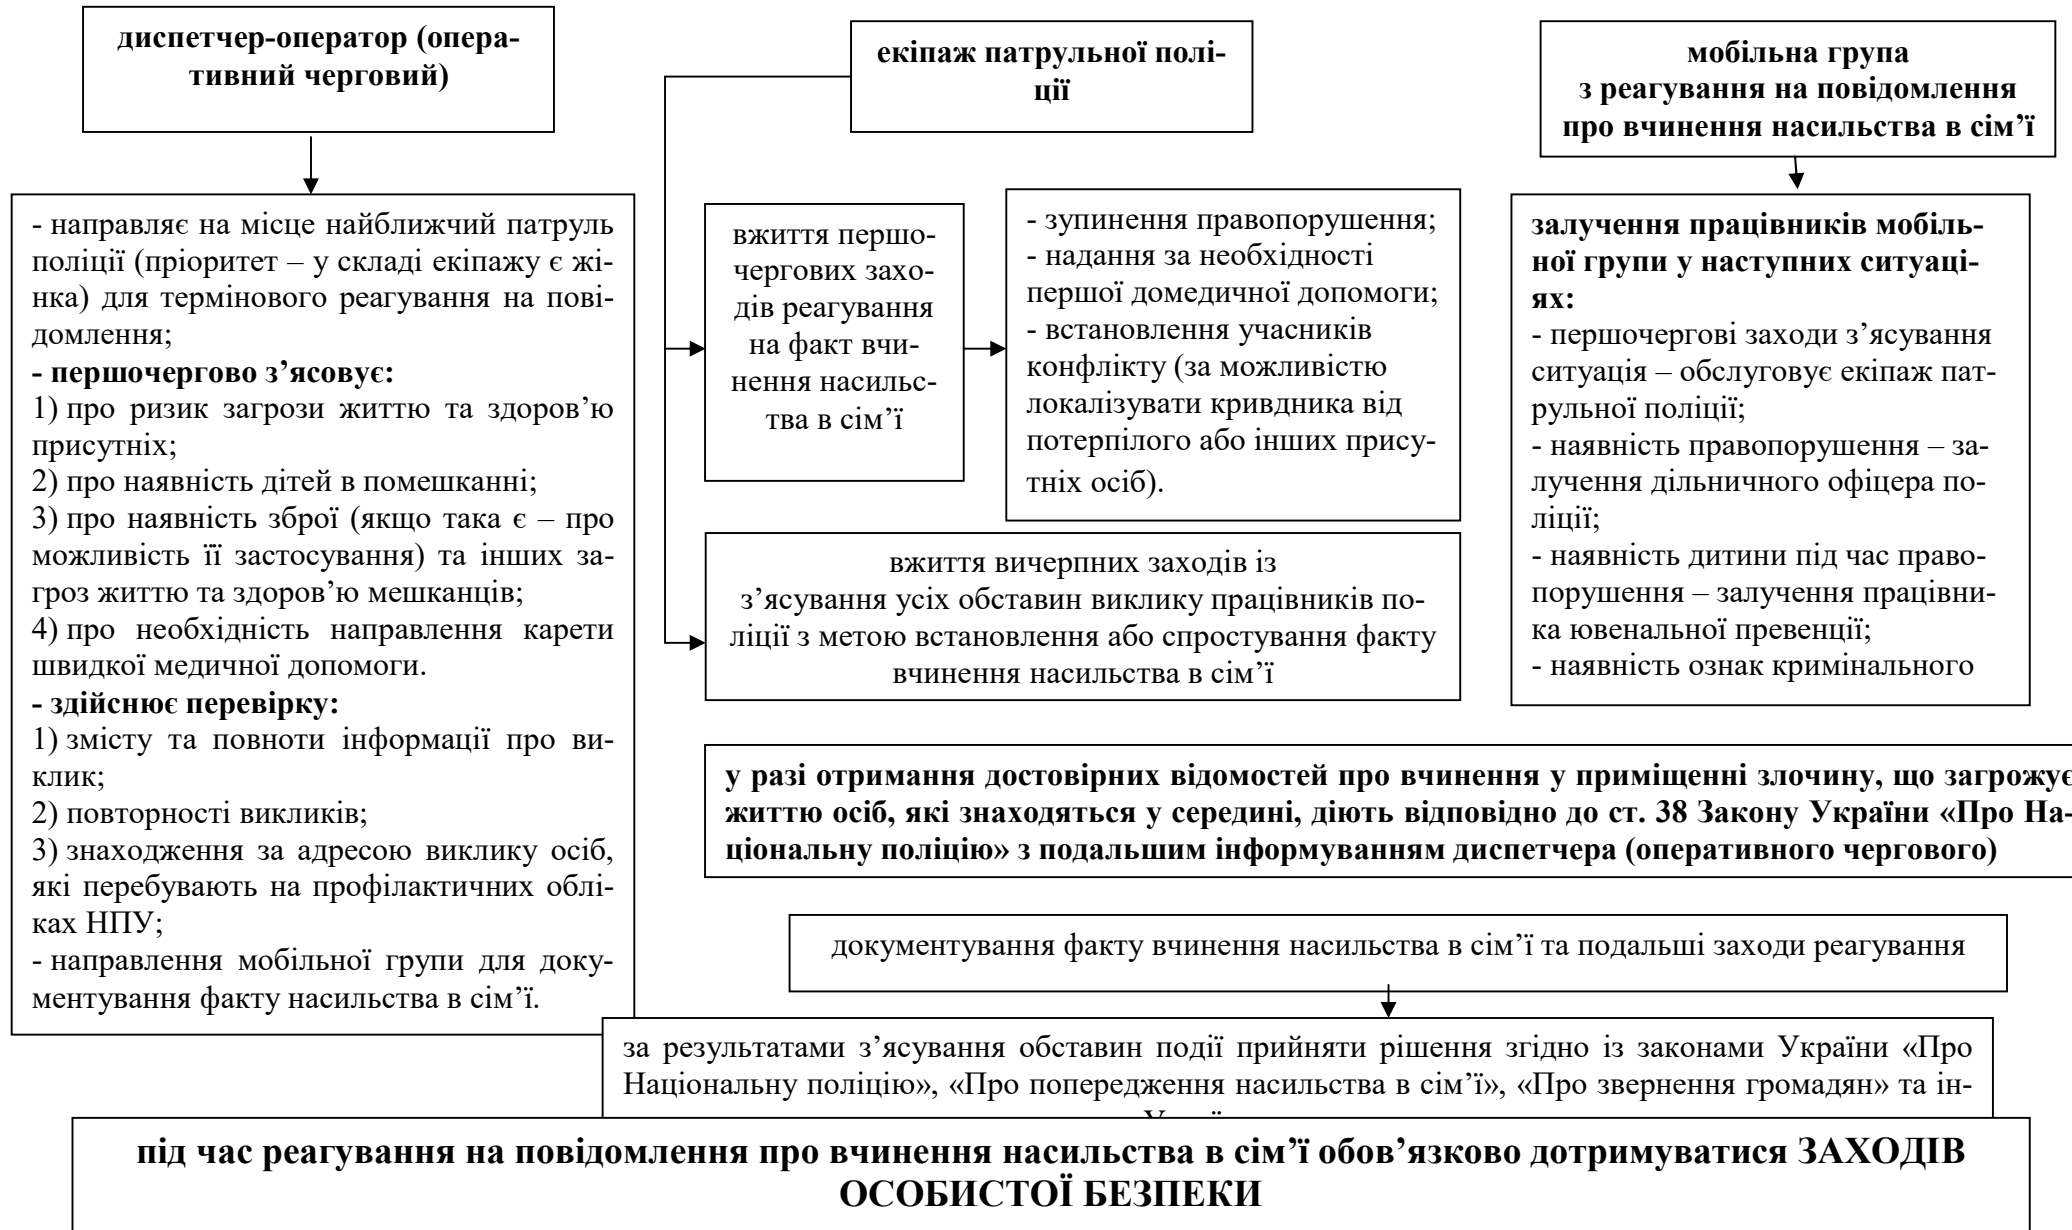 диспетчер-оператор (опера-
тивний черговий)
екіпаж патрульної полі-
ції
мобільна група
з реагування на повідомлення
про вчинення насильства в сім’ї
- направляє на місце найближчий патруль
поліції (пріоритет – у складі екіпажу є жі-
нка) для термінового реагування на пові-
домлення;
- першочергово з’ясовує:
1) про ризик загрози життю та здоров’ю
присутніх;
2) про наявність дітей в помешканні;
3) про наявність зброї (якщо така є – про
можливість її застосування) та інших за-
гроз життю та здоров’ю мешканців;
4) про необхідність направлення карети
швидкої медичної допомоги.
- здійснює перевірку:
1) змісту та повноти інформації про ви-
клик;
2) повторності викликів;
3) знаходження за адресою виклику осіб,
які перебувають на профілактичних облі-
ках НПУ;
- направлення мобільної групи для доку-
ментування факту насильства в сім’ї.
вжиття першо-
чергових захо-
дів реагування
на факт вчи-
нення насильс-
тва в сім’ї
- зупинення правопорушення;
- надання за необхідності
першої домедичної допомоги;
- встановлення учасників
конфлікту (за можливістю
локалізувати кривдника від
потерпілого або інших прису-
тніх осіб).
вжиття вичерпних заходів із
з’ясування усіх обставин виклику працівників по-
ліції з метою встановлення або спростування факту
вчинення насильства в сім’ї
залучення працівників мобіль-
ної групи у наступних ситуаці-
ях:
- першочергові заходи з’ясування
ситуація – обслуговує екіпаж пат-
рульної поліції;
- наявність правопорушення – за-
лучення дільничного офіцера по-
ліції;
- наявність дитини під час право-
порушення – залучення працівни-
ка ювенальної превенції;
- наявність ознак кримінального
у разі отримання достовірних відомостей про вчинення у приміщенні злочину, що загрожує
життю осіб, які знаходяться у середині, діють відповідно до ст. 38 Закону України «Про На-
ціональну поліцію» з подальшим інформуванням диспетчера (оперативного чергового)
документування факту вчинення насильства в сім’ї та подальші заходи реагування
за результатами з’ясування обставин події прийняти рішення згідно із законами України «Про
Національну поліцію», «Про попередження насильства в сім’ї», «Про звернення громадян» та ін-
під час реагування на повідомлення про вчинення насильства в сім’ї обов’язково дотримуватися ЗАХОДІВ
ОСОБИСТОЇ БЕЗПЕКИ